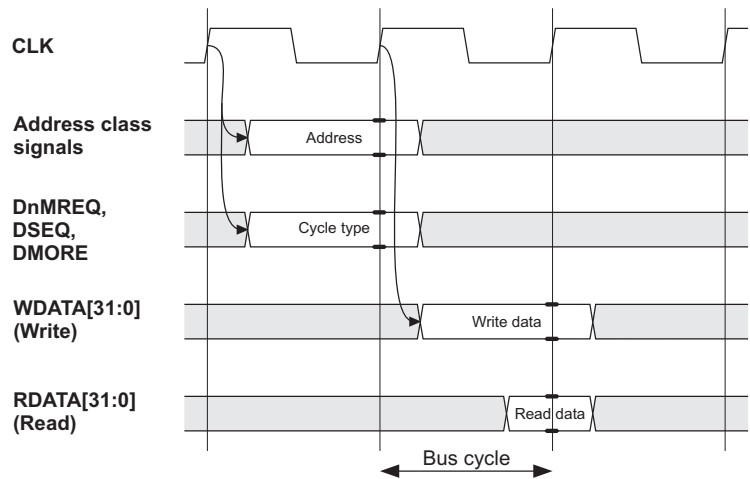 CLK
Address class
signals
Address
DnMREQ,
DSEQ,
DMORE
Cycle type
WDATA[31:0]
(Write)
Write data
RDATA[31:0]
(Read)
Read data
Bus cycle